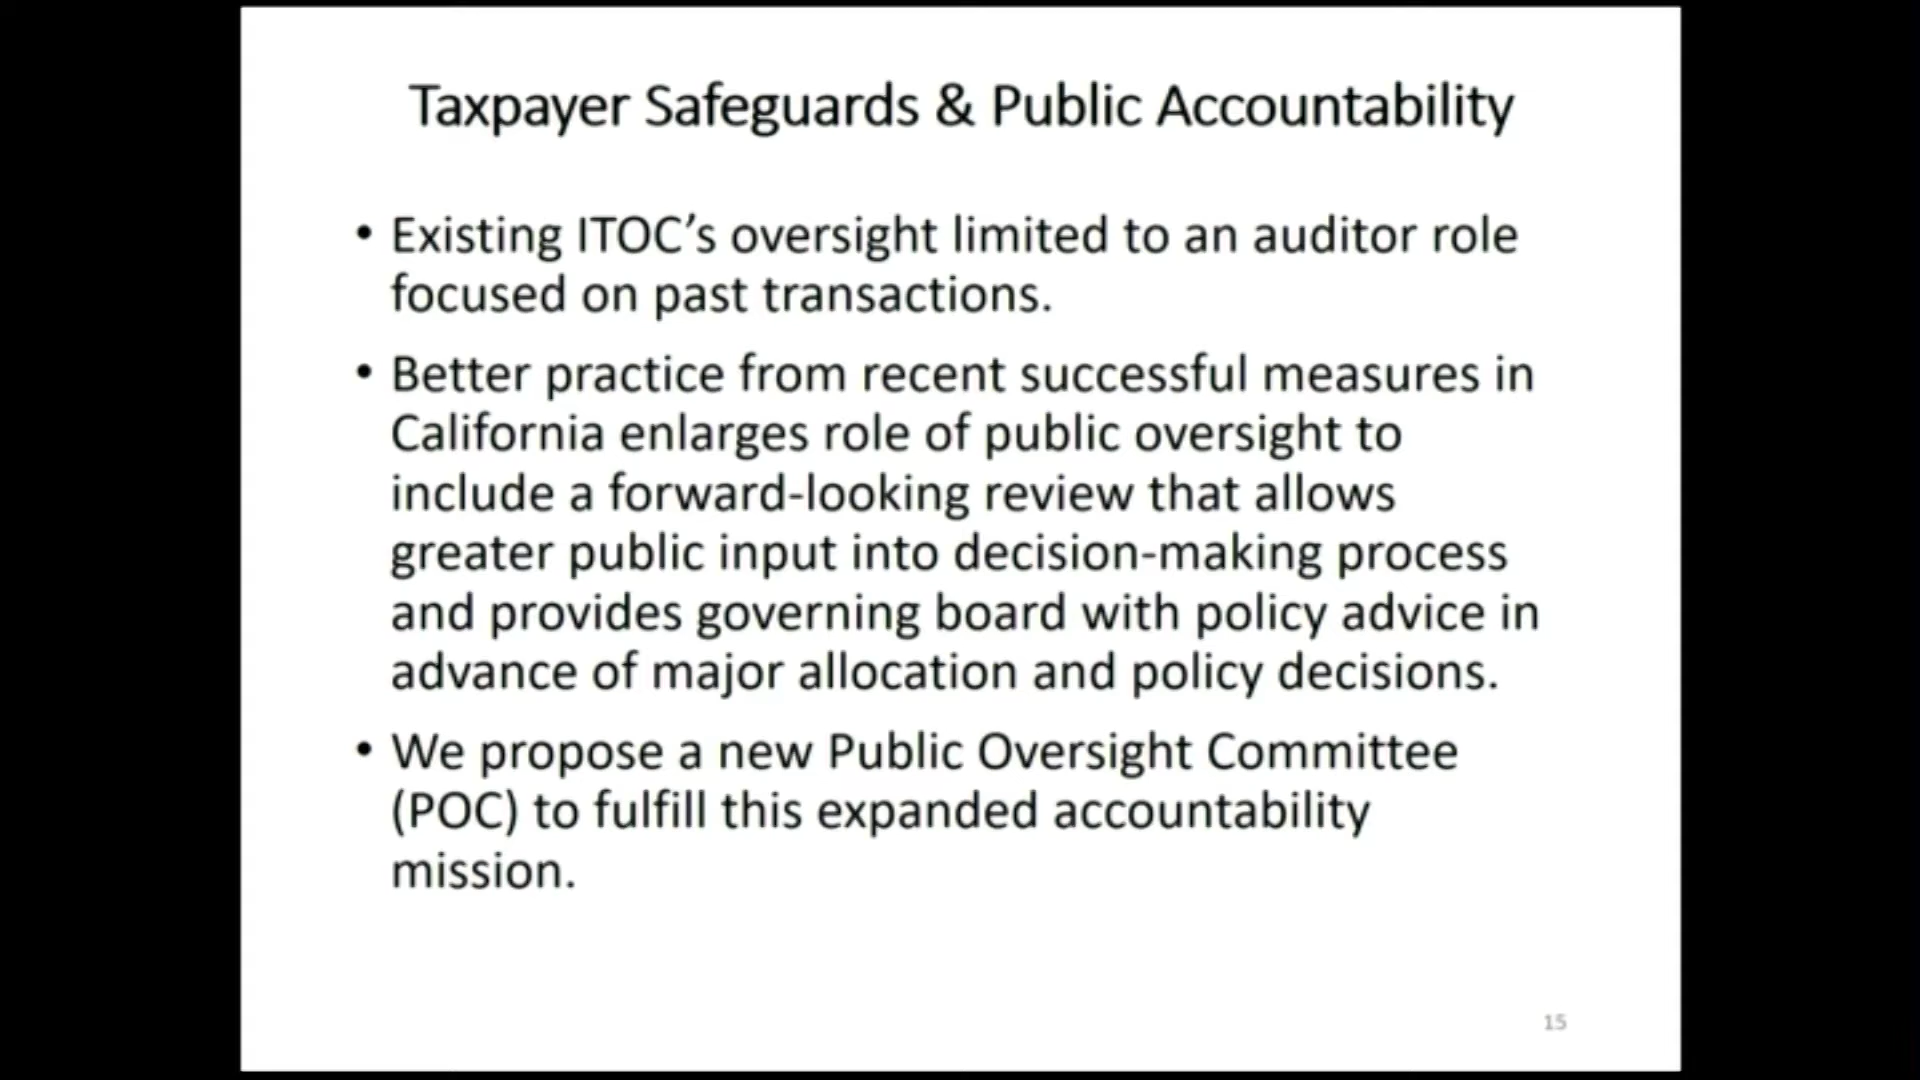 Taxpayer Safeguards & Public Accountability
• Existing ITOC’s oversight limited to an auditor role
focused on past transactions.
• Better practice from recent successful measures in
California enlarges role of public oversight to
include a forward-looking review that allows
greater public input into decision-making process
and provides governing board with policy advice in
advance of major allocation and policy decisions.
• We propose a new Public Oversight Committee
(POC) to fulfill this expanded accountability
mission.
15